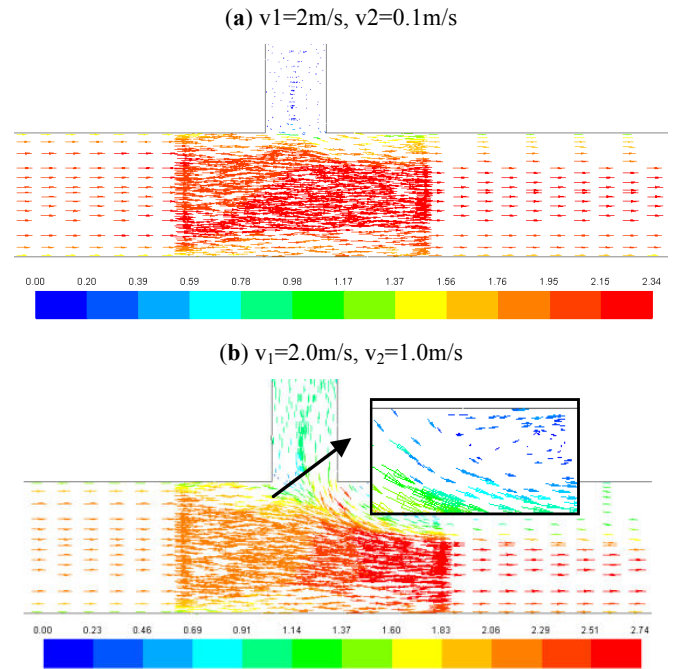 (a) v1=2m/s, v2=0.1m/s
0.00 0.20 0.39 0.59 0.78 0.98 1.17 1.37 1.56 1.76 1.95 2.15 2.34
(b) v₁=2.0m/s, v₂=1.0m/s
0.00 0.23 0.46 0.69 0.91 1.14 1.37 1.60 1.83 2.06 2.29 2.51 2.74